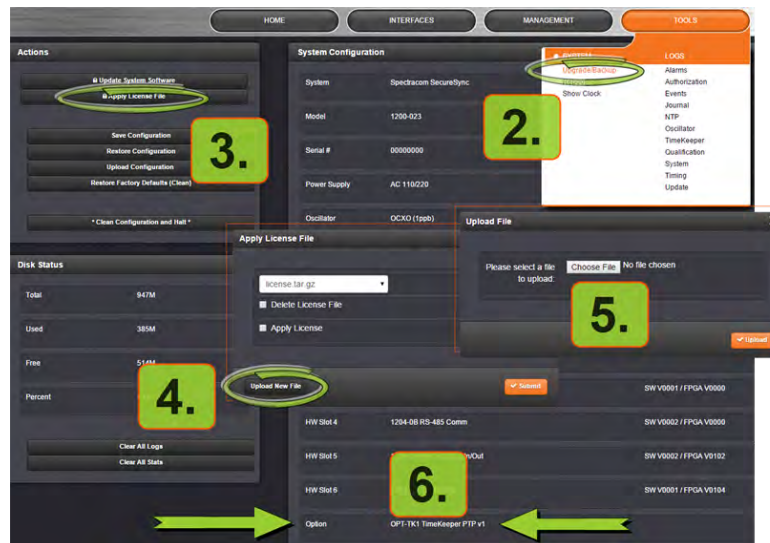 HOME
INTERFACES
MANAGEMENT
TOOLS
Actions
Update System Software
Apply License File
Save Configuration
Restore Configuration
Upload Configuration
Restore Factory Defaults (Clean)
* Clean Configuration and Halt *
3.
System Configuration
System Spectracom SecureSync
Model 1200-023
Serial # 00000000
Power Supply AC 110/220
Oscillator OCXO (1ppb)
2.
SYSTEM
Upgrade/Backup
Show Clock
LOGS
Alarms
Authorization
Events
Journal
NTP
Oscillator
TimeKeeper
Qualification
System
Timing
Update
Disk Status
Total 947M
Used 385M
Free 514M
Percent
Clear All Logs
Clear All Stats
4.
Apply License File
license.tar.gz
Delete License File
Apply License
Upload New File
Submit
Upload File
Please select a file to upload:
Choose File No file chosen
5.
Upload
SW V0001 / FPGA V0000
HW Slot 4 1204-0B RS-485 Comm SW V0002 / FPGA V0000
HW Slot 5 In/Out SW V0002 / FPGA V0102
HW Slot 6 SW V0001 / FPGA V0104
6.
Option OPT-TK1 TimeKeeper PTP v1